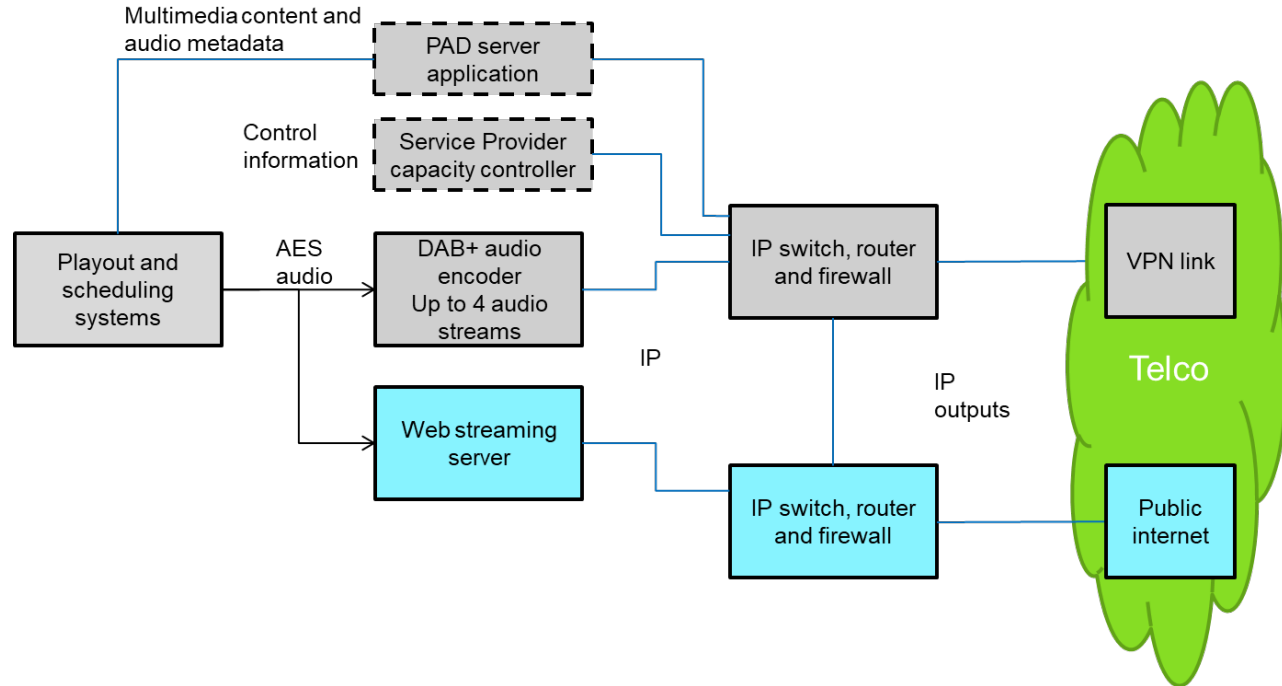 Multimedia content and
audio metadata
PAD server
application
Control
information
Service Provider
capacity controller
Playout and
scheduling
systems
AES
audio
DAB+ audio
encoder
Up to 4 audio
streams
IP switch, router
and firewall
VPN link
IP
Telco
IP
outputs
Web streaming
server
IP switch, router
and firewall
Public
internet